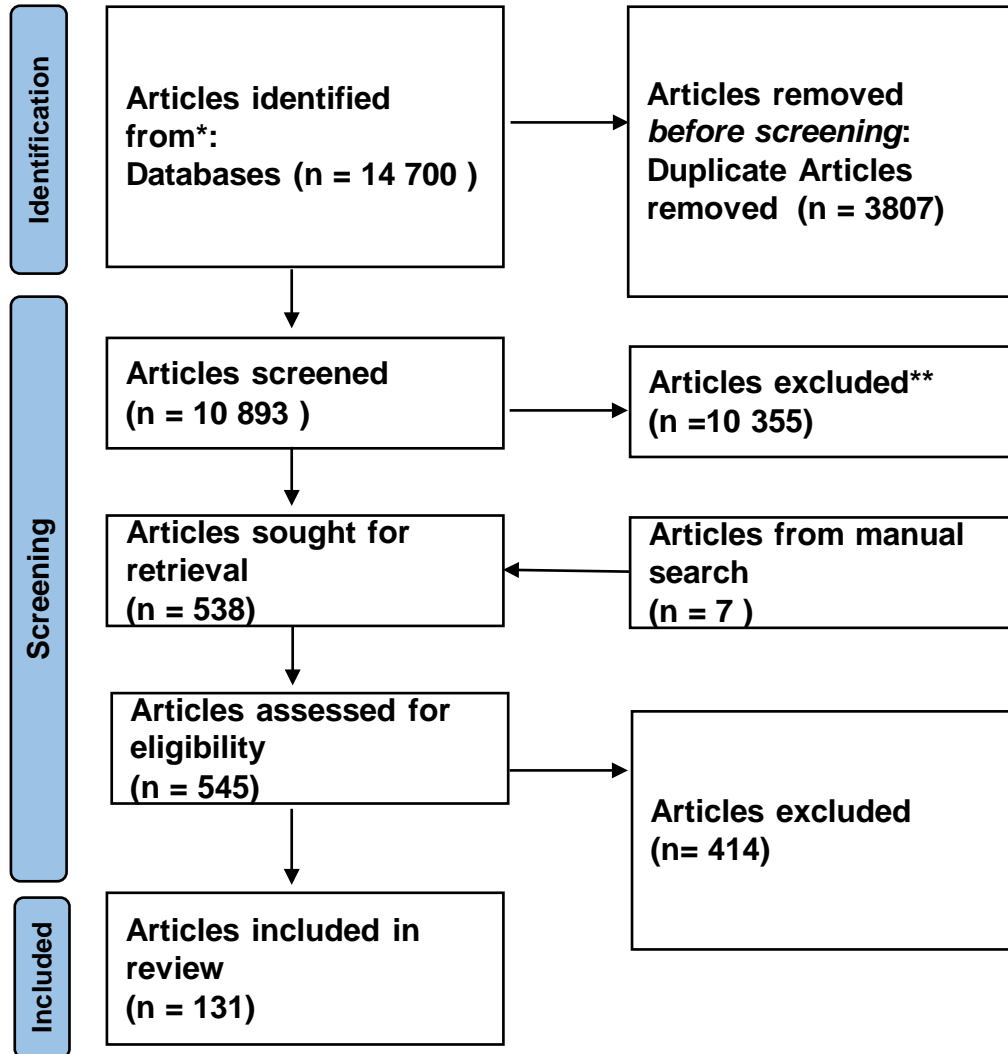 Identification
Articles identified
from*:
Databases (n = 14 700 )
Articles removed
before screening:
Duplicate Articles
removed  (n = 3807)
Screening
Articles screened
(n = 10 893 )
Articles excluded**
(n =10 355)
Articles sought for
retrieval
(n = 538)
Articles from manual
search
(n = 7 )
Articles assessed for
eligibility
(n = 545)
Articles excluded
(n= 414)
Included
Articles included in
review
(n = 131)